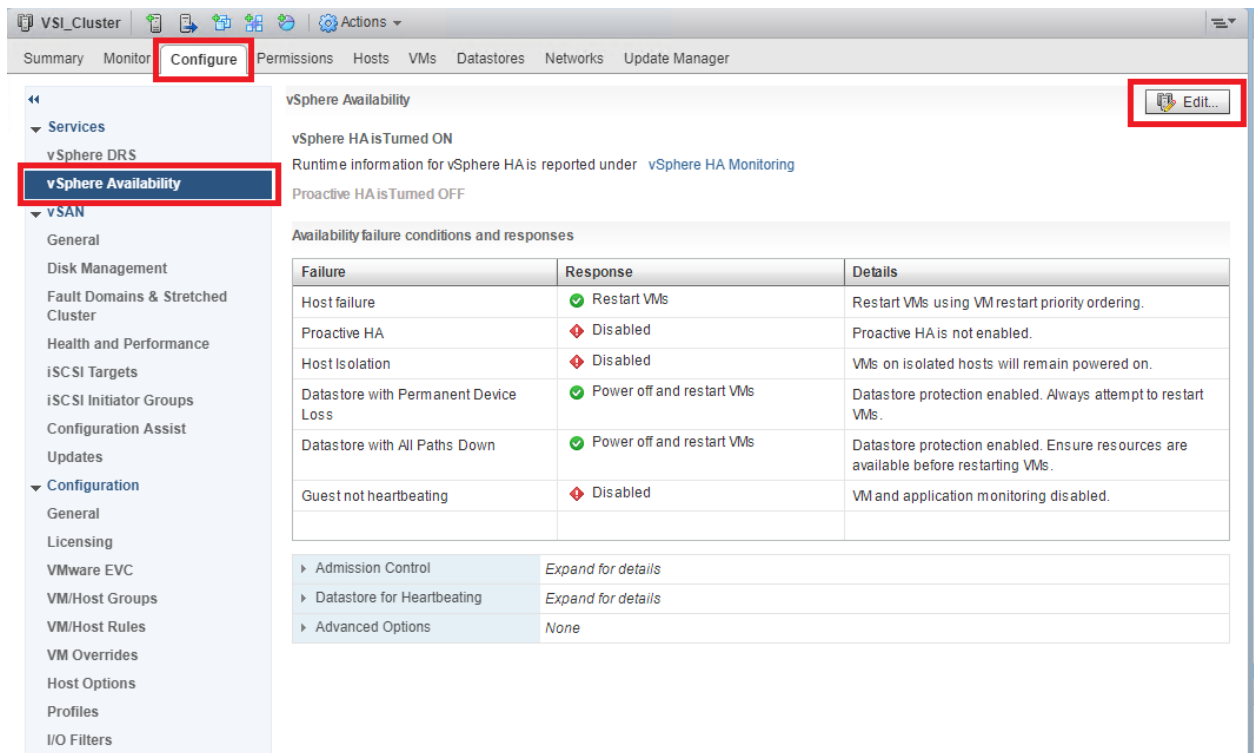 VSI_Cluster Actions
Summary Monitor Configure Permissions Hosts VMs Datastores Networks Update Manager
Services
vSphere DRS
vSphere Availability
vSAN
General
Disk Management
Fault Domains & Stretched
Cluster
Health and Performance
iSCSI Targets
iSCSI Initiator Groups
Configuration Assist
Updates
Configuration
General
Licensing
VMware EVC
VM/Host Groups
VM/Host Rules
VM Overrides
Host Options
Profiles
I/O Filters
vSphere Availability
Edit...
vSphere HA is Turned ON
Runtime information for vSphere HA is reported under vSphere HA Monitoring
Proactive HA is Turned OFF
Availability failure conditions and responses
Failure Response Details
Host failure Restart VMs Restart VMs using VM restart priority ordering.
Proactive HA Disabled Proactive HA is not enabled.
Host Isolation Disabled VMs on isolated hosts will remain powered on.
Datastore with Permanent Device Power off and restart VMs Datastore protection enabled. Always attempt to restart
Loss VMs.
Datastore with All Paths Down Power off and restart VMs Datastore protection enabled. Ensure resources are
available before restarting VMs.
Guest not heartbeating Disabled VM and application monitoring disabled.
Admission Control Expand for details
Datastore for Heartbeating Expand for details
Advanced Options None